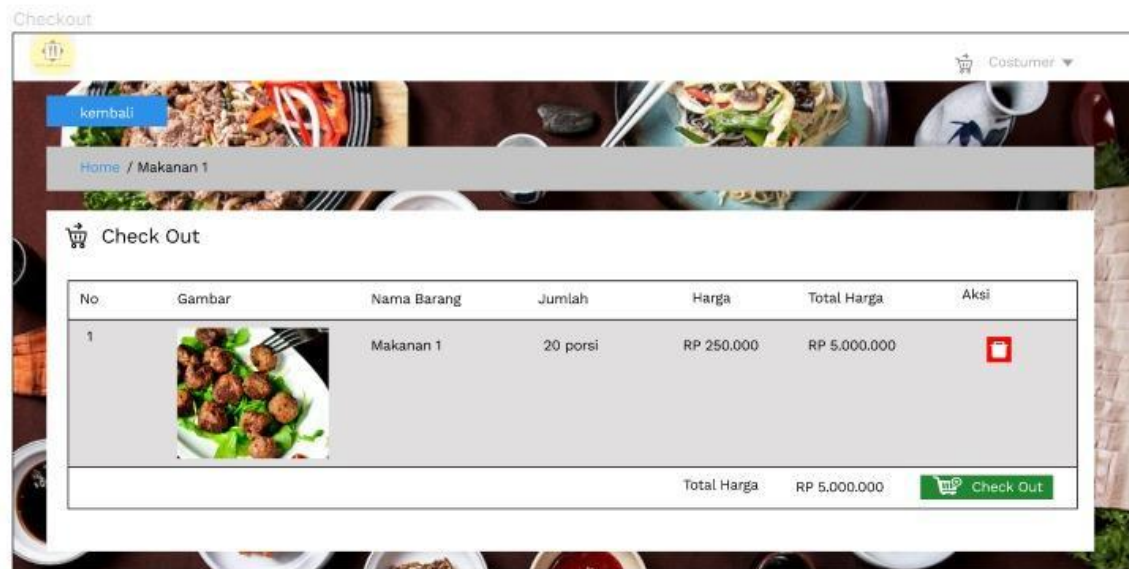 Checkout
Costumer
kembali
Home / Makanan 1
Check Out
No Gambar Nama Barang Jumlah Harga Total Harga Aksi
1 Makanan 1 20 porsi RP 250.000 RP 5.000.000
Total Harga RP 5.000.000 Check Out